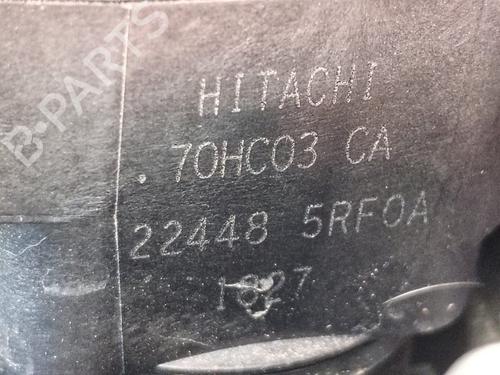 B-PARTS
HITACHI
. 70HC03 CA
22448 5RF0A